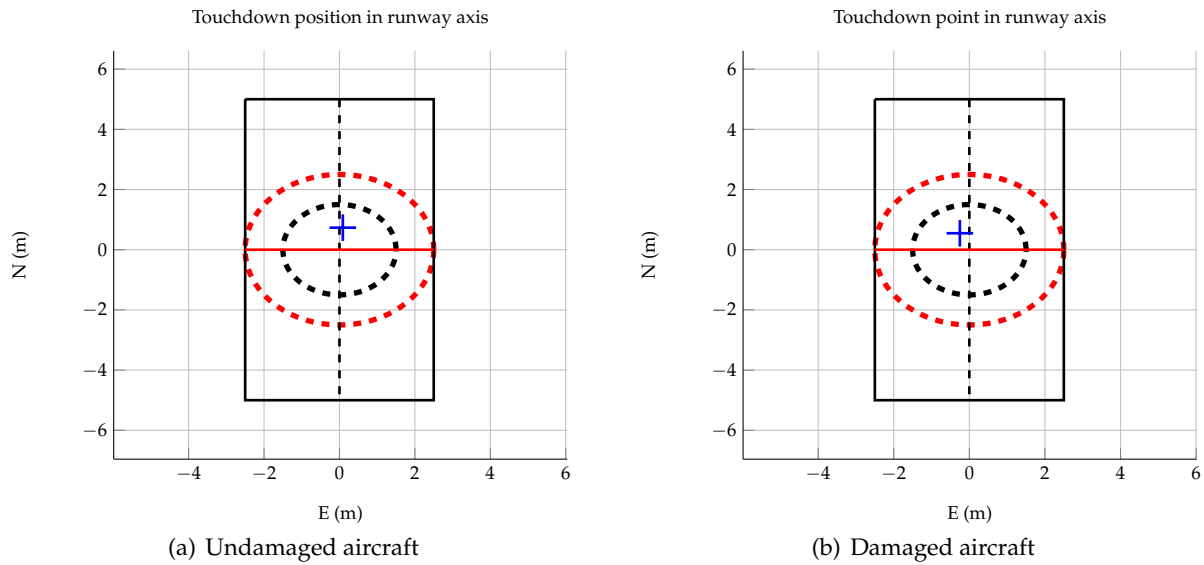 Touchdown position in runway axis
6
4
2
0
−2
−4
−6
N (m)
−4 −2 0 2 4 6
E (m)
(a) Undamaged aircraft
Touchdown point in runway axis
6
4
2
0
−2
−4
−6
N (m)
−4 −2 0 2 4 6
E (m)
(b) Damaged aircraft